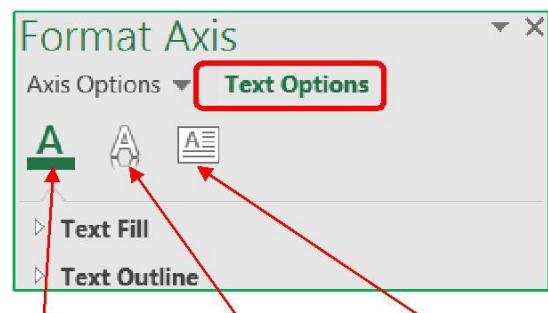 Format Axis
Axis Options Text Options
A A A
Text Fill
Text Outline